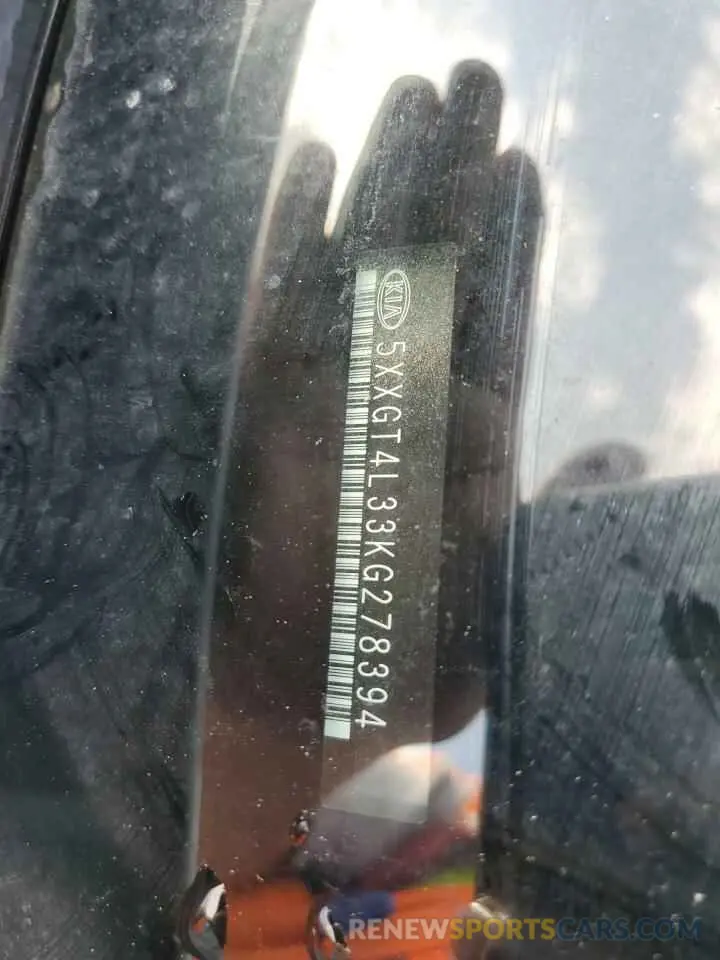 KIA
5XXGT4L33KG278394
RENEWSPORTSCARS.COM